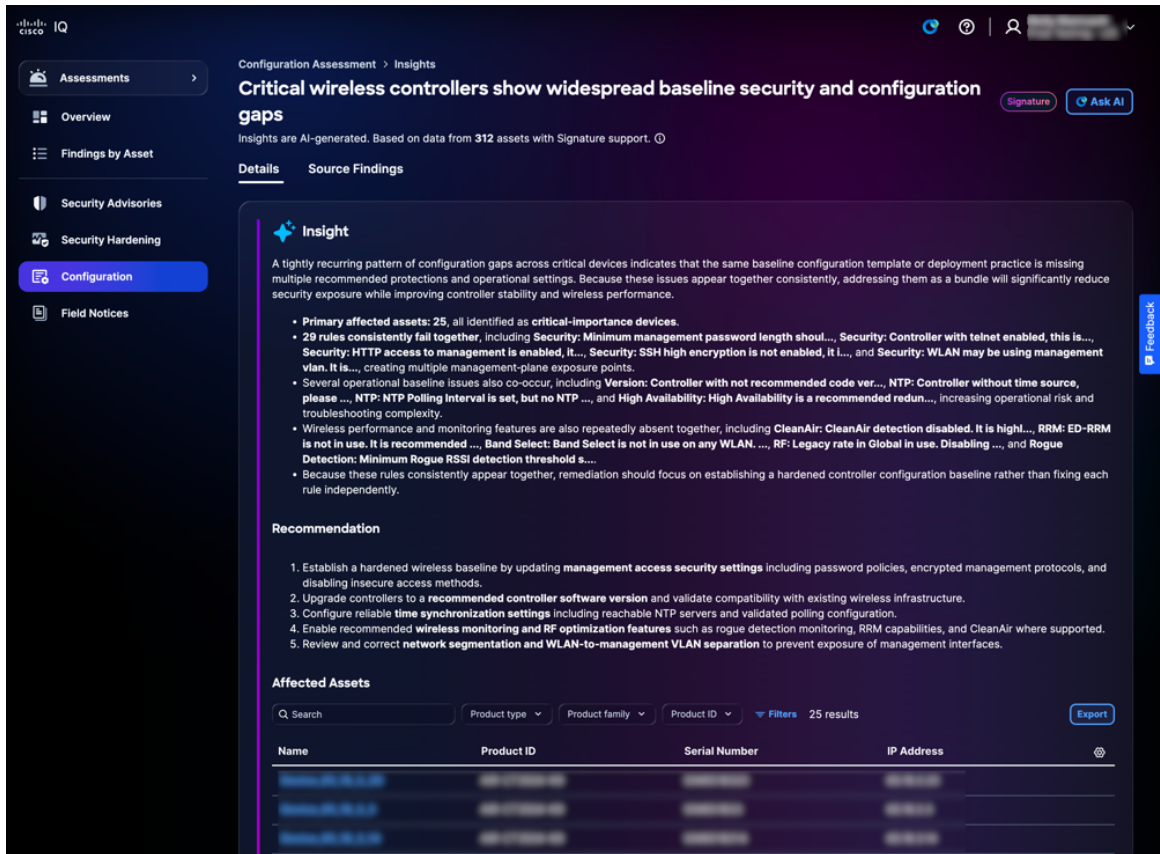 cisco IQ
Assessments
Overview
Findings by Asset
Security Advisories
Security Hardening
Configuration
Field Notices
Configuration Assessment > Insights
Critical wireless controllers show widespread baseline security and configuration
gaps
Signature
Ask AI
Insights are AI-generated. Based on data from 312 assets with Signature support.
Details Source Findings
Insight
A tightly recurring pattern of configuration gaps across critical devices indicates that the same baseline configuration template or deployment practice is missing
multiple recommended protections and operational settings. Because these issues appear together consistently, addressing them as a bundle will significantly reduce
security exposure while improving controller stability and wireless performance.
• Primary affected assets: 25, all identified as critical-importance devices.
• 29 rules consistently fail together, including Security: Minimum management password length shoul..., Security: Controller with telnet enabled, this is...,
Security: HTTP access to management is enabled, it..., Security: SSH high encryption is not enabled, it i..., and Security: WLAN may be using management
vlan. It is..., creating multiple management-plane exposure points.
• Several operational baseline issues also co-occur, including Version: Controller with not recommended code ver..., NTP: Controller without time source,
please ..., NTP: NTP Polling Interval is set, but no NTP ..., and High Availability: High Availability is a recommended redun..., increasing operational risk and
troubleshooting complexity.
• Wireless performance and monitoring features are also repeatedly absent together, including CleanAir: CleanAir detection disabled. It is highl..., RRM: ED-RRM
is not in use. It is recommended ..., Band Select: Band Select is not in use on any WLAN. ..., RF: Legacy rate in Global in use. Disabling ..., and Rogue
Detection: Minimum Rogue RSSI detection threshold s....
• Because these rules consistently appear together, remediation should focus on establishing a hardened controller configuration baseline rather than fixing each
rule independently.
Recommendation
1. Establish a hardened wireless baseline by updating management access security settings including password policies, encrypted management protocols, and
disabling insecure access methods.
2. Upgrade controllers to a recommended controller software version and validate compatibility with existing wireless infrastructure.
3. Configure reliable time synchronization settings including reachable NTP servers and validated polling configuration.
4. Enable recommended wireless monitoring and RF optimization features such as rogue detection monitoring, RRM capabilities, and CleanAir where supported.
5. Review and correct network segmentation and WLAN-to-management VLAN separation to prevent exposure of management interfaces.
Affected Assets
Search Product type Product family Product ID Filters 25 results Export
Name Product ID Serial Number IP Address
Feedback